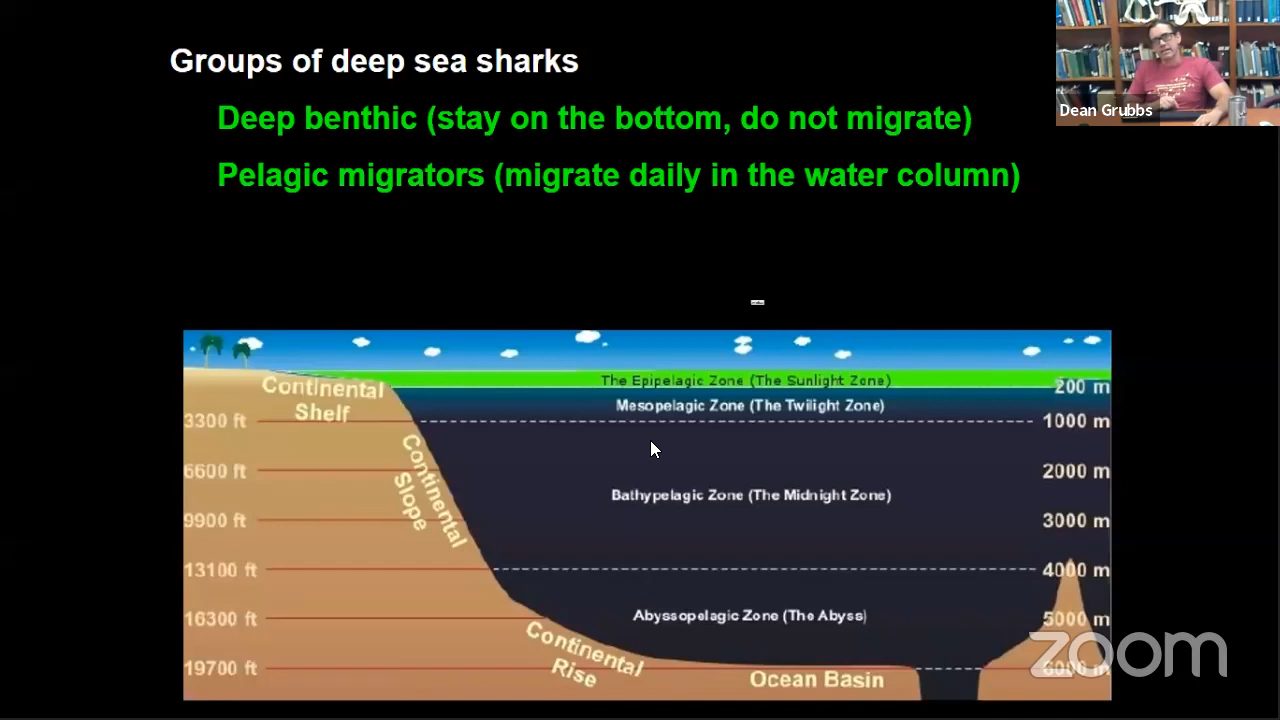 Groups of deep sea sharks
Dean Grubbs
Deep benthic (stay on the bottom, do not migrate)
Pelagic migrators (migrate daily in the water column)
The Epipelagic Zone (The Sunlight Zone)
200 m
Continental
Shelf
Mesopelagic Zone (The Twilight Zone)
3300 ft
1000 m
6600 ft
2000 m
Continental
Slope
Bathypelagic Zone (The Midnight Zone)
9900 ft
3000 m
13100 ft
4000 m
Abyssopelagic Zone (The Abyss)
16300 ft
5000 m
Continental
Rise
zoom
19700 ft
6000 m
Ocean Basin